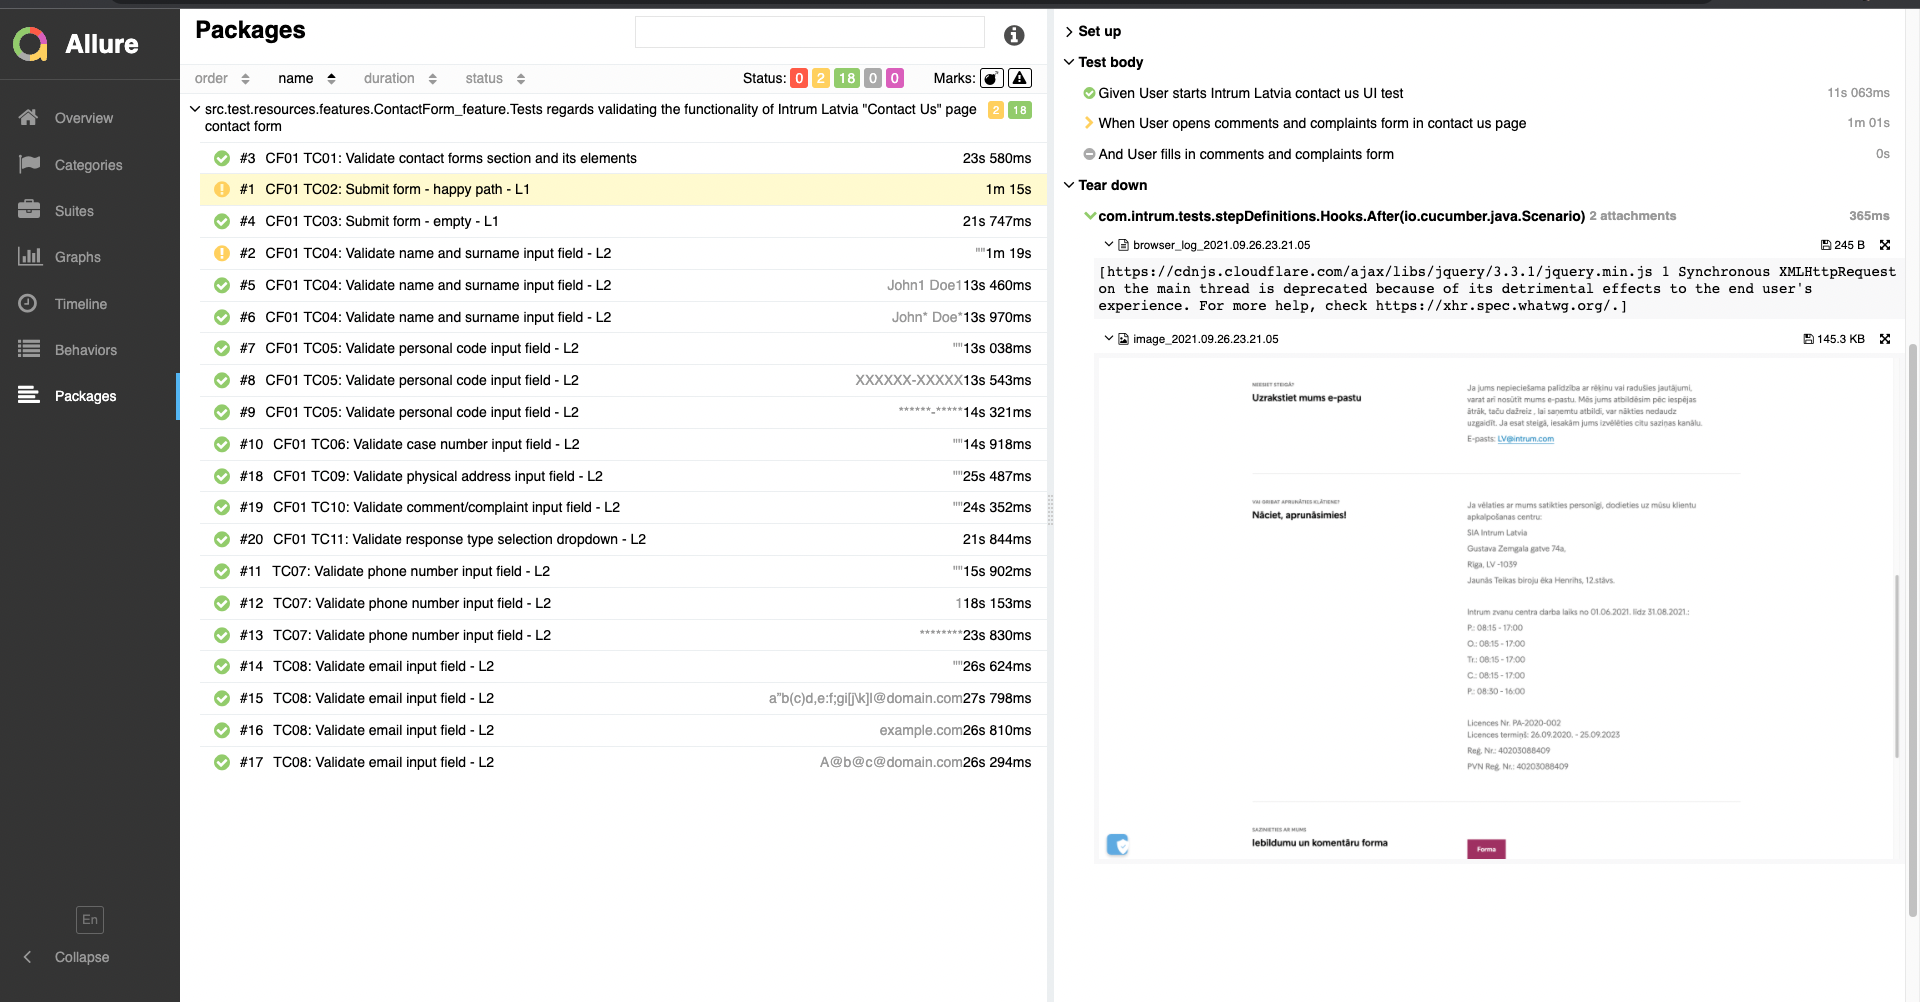 Allure
Overview
Categories
Suites
Graphs
Timeline
Behaviors
Packages
En
Collapse
Packages
order name duration status Status: 0 2 18 0 0 Marks:
src.test.resources.features.ContactForm_feature.Tests regards validating the functionality of Intrum Latvia "Contact Us" page 2 18
contact form
#3 CF01 TC01: Validate contact forms section and its elements 23s 580ms
#1 CF01 TC02: Submit form - happy path - L1 1m 15s
#4 CF01 TC03: Submit form - empty - L1 21s 747ms
#2 CF01 TC04: Validate name and surname input field - L2 ""1m 19s
#5 CF01 TC04: Validate name and surname input field - L2 John1 Doe113s 460ms
#6 CF01 TC04: Validate name and surname input field - L2 John* Doe*13s 970ms
#7 CF01 TC05: Validate personal code input field - L2 ""13s 038ms
#8 CF01 TC05: Validate personal code input field - L2 XXXXXX-XXXXX13s 543ms
#9 CF01 TC05: Validate personal code input field - L2 ******-*****14s 321ms
#10 CF01 TC06: Validate case number input field - L2 ""14s 918ms
#18 CF01 TC09: Validate physical address input field - L2 ""25s 487ms
#19 CF01 TC10: Validate comment/complaint input field - L2 ""24s 352ms
#20 CF01 TC11: Validate response type selection dropdown - L2 21s 844ms
#11 TC07: Validate phone number input field - L2 ""15s 902ms
#12 TC07: Validate phone number input field - L2 118s 153ms
#13 TC07: Validate phone number input field - L2 ********23s 830ms
#14 TC08: Validate email input field - L2 ""26s 624ms
#15 TC08: Validate email input field - L2 a"b(c)d,e:f;gi[j\k]l@domain.com27s 798ms
#16 TC08: Validate email input field - L2 example.com26s 810ms
#17 TC08: Validate email input field - L2 A@b@c@domain.com26s 294ms
Set up
Test body
Given User starts Intrum Latvia contact us UI test 11s 063ms
When User opens comments and complaints form in contact us page 1m 01s
And User fills in comments and complaints form 0s
Tear down
com.intrum.tests.stepDefinitions.Hooks.After(io.cucumber.java.Scenario) 2 attachments 365ms
browser_log_2021.09.26.23.21.05 245 B
[https://cdnjs.cloudflare.com/ajax/libs/jquery/3.3.1/jquery.min.js 1 Synchronous XMLHttpRequest
on the main thread is deprecated because of its detrimental effects to the end user's
experience. For more help, check https://xhr.spec.whatwg.org/.]
image_2021.09.26.23.21.05 145.3 KB
NEESIET STEIGĀ?
Uzrakstiet mums e-pastu
Ja jums nepieciešama palīdzība ar rēķinu vai radušies jautājumi,
varat arī nosūtīt mums e-pastu. Mēs jums atbildēsim pēc iespējas
ātrāk, taču dažreiz, lai saņemtu atbildi, var nākties nedaudz
uzgaidīt. Ja esat steigā, iesakām jums izvēlēties citu saziņas kanālu.
E-pasts: LV@intrum.com
VAI GRIBAT APRUNĀTIES KLĀTIENĒ?
Nāciet, aprunāsimies!
Ja vēlaties ar mums satikties personīgi, dodieties uz mūsu klientu
apkalpošanas centru:
SIA Intrum Latvia
Gustava Zemgala gatve 74a,
Rīga, LV -1039
Jaunās Teikas biroju ēka Henrihs, 12.stāvs.
Intrum zvanu centra darba laiks no 01.06.2021. līdz 31.08.2021.:
P.: 08:15 - 17:00
O.: 08:15 - 17:00
Tr.: 08:15 - 17:00
C.: 08:15 - 17:00
P.: 08:30 - 16:00
Licences Nr. PA-2020-002
Licences termiņš: 26.09.2020. - 25.09.2023
Reg. Nr.: 40203088409
PVN Reg. Nr.: 40203088409
SAZINIETIES AR MUMS
Iebildumu un komentāru forma
Forma